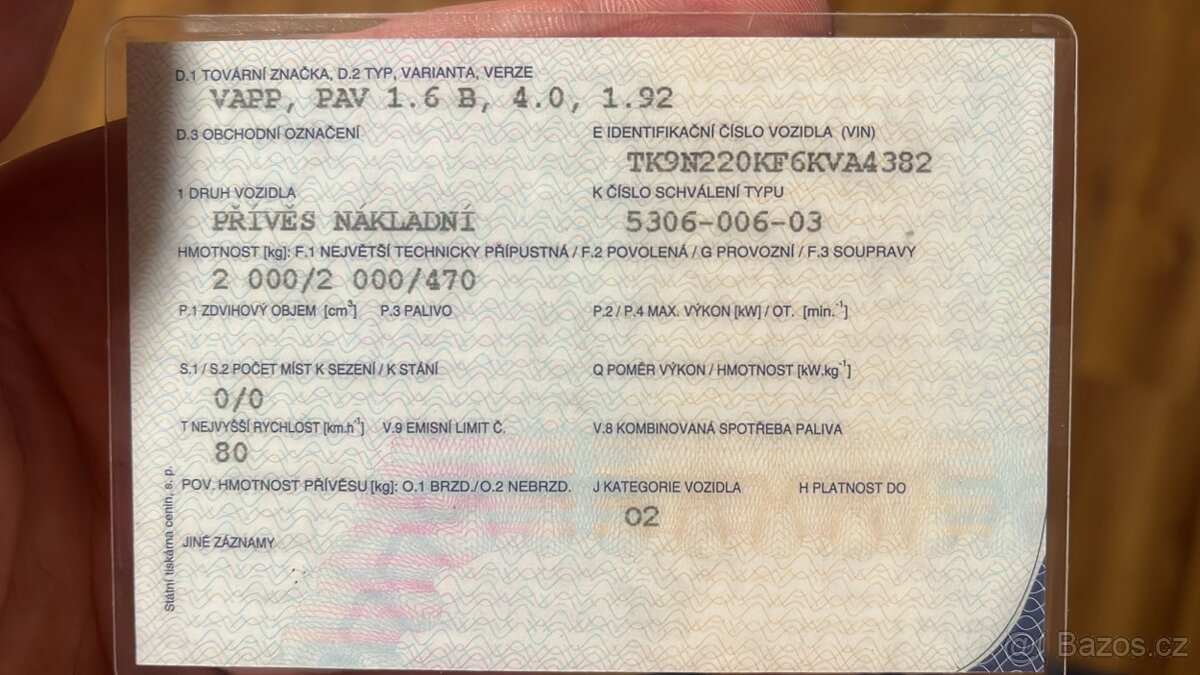 D.1 TOVÁRNÍ ZNAČKA, D.2 TYP, VARIANTA, VERZE
VAPP, PAV 1.6 B, 4.0, 1.92
D.3 OBCHODNÍ OZNAČENÍ E IDENTIFIKAČNÍ ČÍSLO VOZIDLA (VIN)
TK9N220KF6KVA4382
1 DRUH VOZIDLA K ČÍSLO SCHVÁLENÍ TYPU
PŘÍVĚS NÁKLADNÍ 5306-006-03
HMOTNOST [kg]: F.1 NEJVĚTŠÍ TECHNICKY PŘÍPUSTNÁ / F.2 POVOLENÁ / G PROVOZNÍ / F.3 SOUPRAVY
2 000/2 000/470
P.1 ZDVIHOVÝ OBJEM [cm³] P.3 PALIVO P.2 / P.4 MAX. VÝKON [kW] / OT. [min.⁻¹]
S.1 / S.2 POČET MÍST K SEZENÍ / K STÁNÍ Q POMĚR VÝKON / HMOTNOST [kW.kg⁻¹]
0/0
T NEJVYŠŠÍ RYCHLOST [km.h⁻¹] V.9 EMISNÍ LIMIT Č. V.8 KOMBINOVANÁ SPOTŘEBA PALIVA
80
POV. HMOTNOST PŘÍVĚSU [kg]: O.1 BRZD./O.2 NEBRZD. J KATEGORIE VOZIDLA H PLATNOST DO
O2
JINÉ ZÁZNAMY
Státní tiskárna cenin, s. p.
Bazos.cz